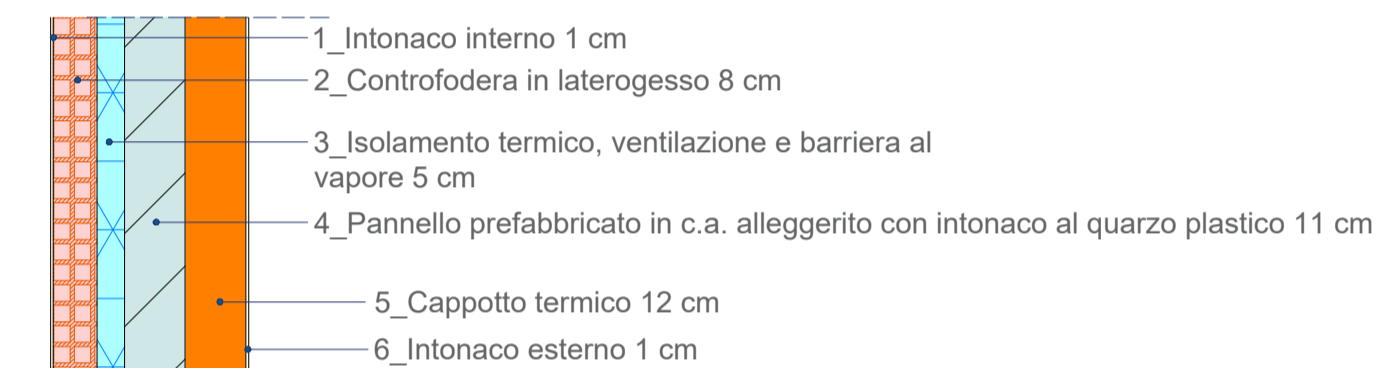 1_Intonaco interno 1 cm
2_Controfodera in laterogesso 8 cm
3_Isolamento termico, ventilazione e barriera al
vapore 5 cm
4_Pannello prefabbricato in c.a. alleggerito con intonaco al quarzo plastico 11 cm
5_Cappotto termico 12 cm
6_Intonaco esterno 1 cm